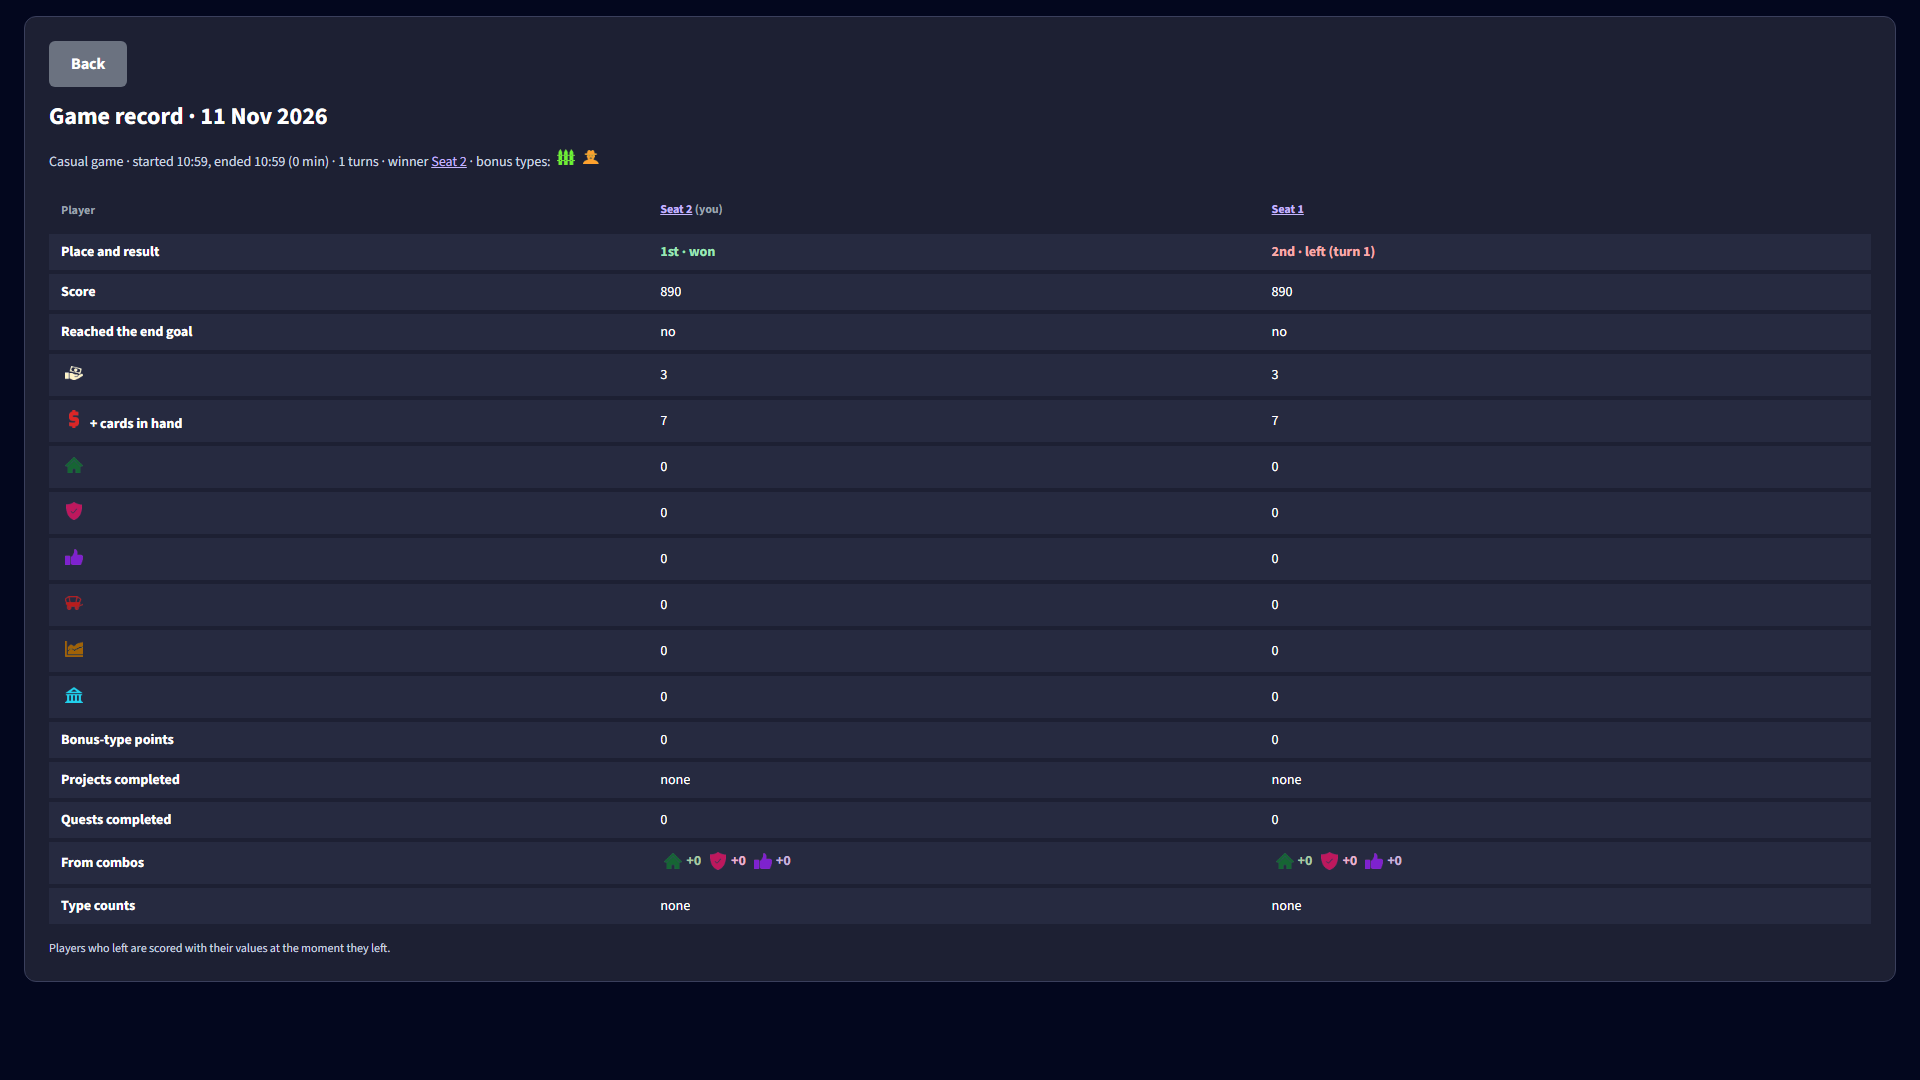 Back
Game record · 11 Nov 2026
Casual game · started 10:59, ended 10:59 (0 min) · 1 turns · winner Seat 2 · bonus types:
Player Seat 2 (you) Seat 1
Place and result 1st · won 2nd · left (turn 1)
Score 890 890
Reached the end goal no no
3 3
+ cards in hand 7 7
0 0
0 0
0 0
0 0
0 0
0 0
Bonus-type points 0 0
Projects completed none none
Quests completed 0 0
From combos +0 +0 +0 +0 +0 +0
Type counts none none
Players who left are scored with their values at the moment they left.